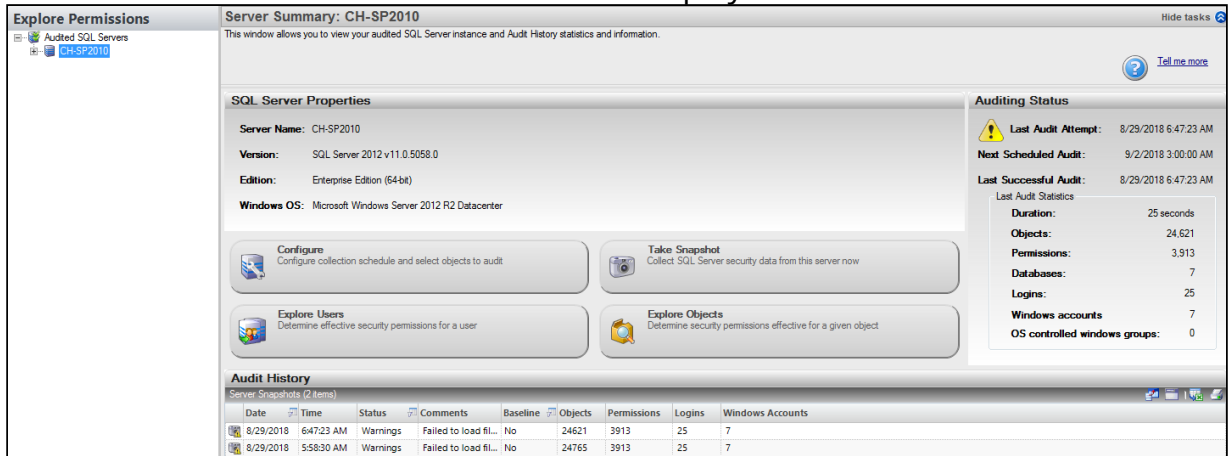 Explore Permissions
Audited SQL Servers
CH-SP2010
Server Summary: CH-SP2010
Hide tasks
This window allows you to view your audited SQL Server instance and Audit History statistics and information.
Tell me more
SQL Server Properties
Server Name: CH-SP2010
Version: SQL Server 2012 v11.0.5058.0
Edition: Enterprise Edition (64-bit)
Windows OS: Microsoft Windows Server 2012 R2 Datacenter
Auditing Status
Last Audit Attempt: 8/29/2018 6:47:23 AM
Next Scheduled Audit: 9/2/2018 3:00:00 AM
Last Successful Audit: 8/29/2018 6:47:23 AM
Last Audit Statistics
Duration: 25 seconds
Objects: 24,621
Permissions: 3,913
Databases: 7
Logins: 25
Windows accounts 7
OS controlled windows groups: 0
Configure
Configure collection schedule and select objects to audit
Take Snapshot
Collect SQL Server security data from this server now
Explore Users
Determine effective security permissions for a user
Explore Objects
Determine security permissions effective for a given object
Audit History
Server Snapshots (2 items)
Date Time Status Comments Baseline Objects Permissions Logins Windows Accounts
8/29/2018 6:47:23 AM Warnings Failed to load fil... No 24621 3913 25 7
8/29/2018 5:58:30 AM Warnings Failed to load fil... No 24765 3913 25 7